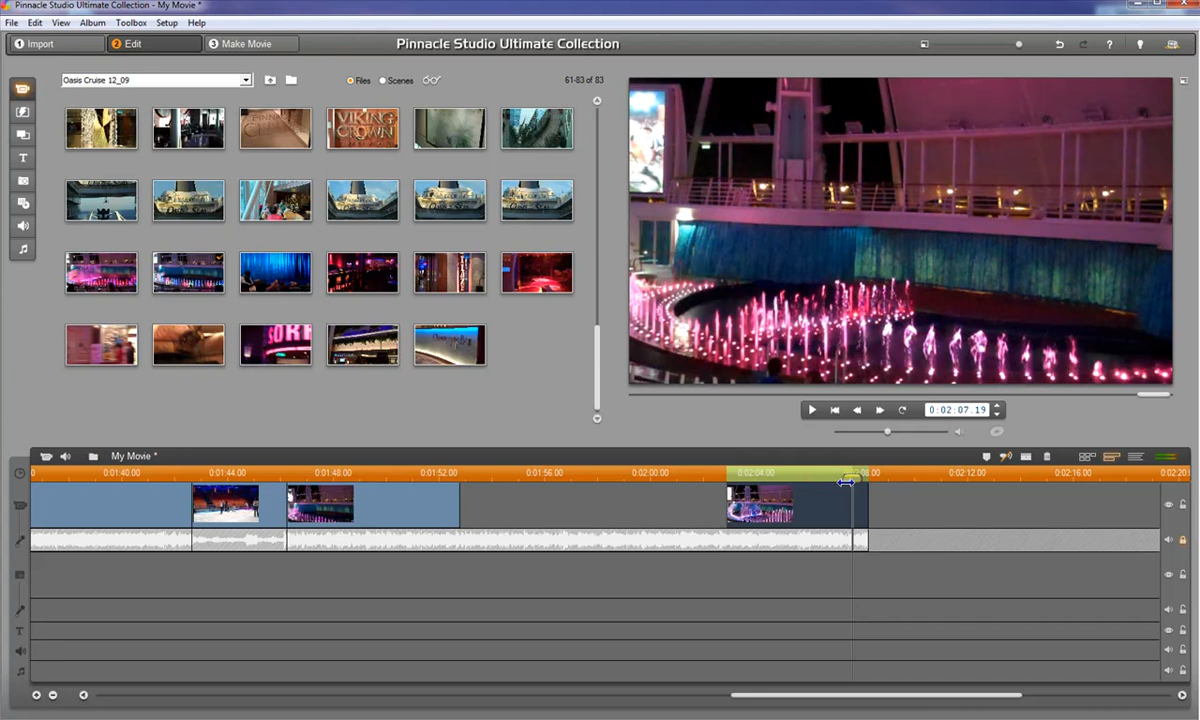 Pinnacle Studio Ultimate Collection - My Movie *
File Edit View Album Toolbox Setup Help
1 Import 2 Edit 3 Make Movie Pinnacle Studio Ultimate Collection ?
Oasis Cruise 12_09 Files Scenes 61-83 of 83
VIKING
CROWN
T
0:02:07.19
My Movie *
0 0:01:40.00 0:01:44.00 0:01:48.00 0:01:52.00 0:01:56.00 0:02:00.00 0:02:04.00 08.00 0:02:12.00 0:02:16.00 0:02:20
T